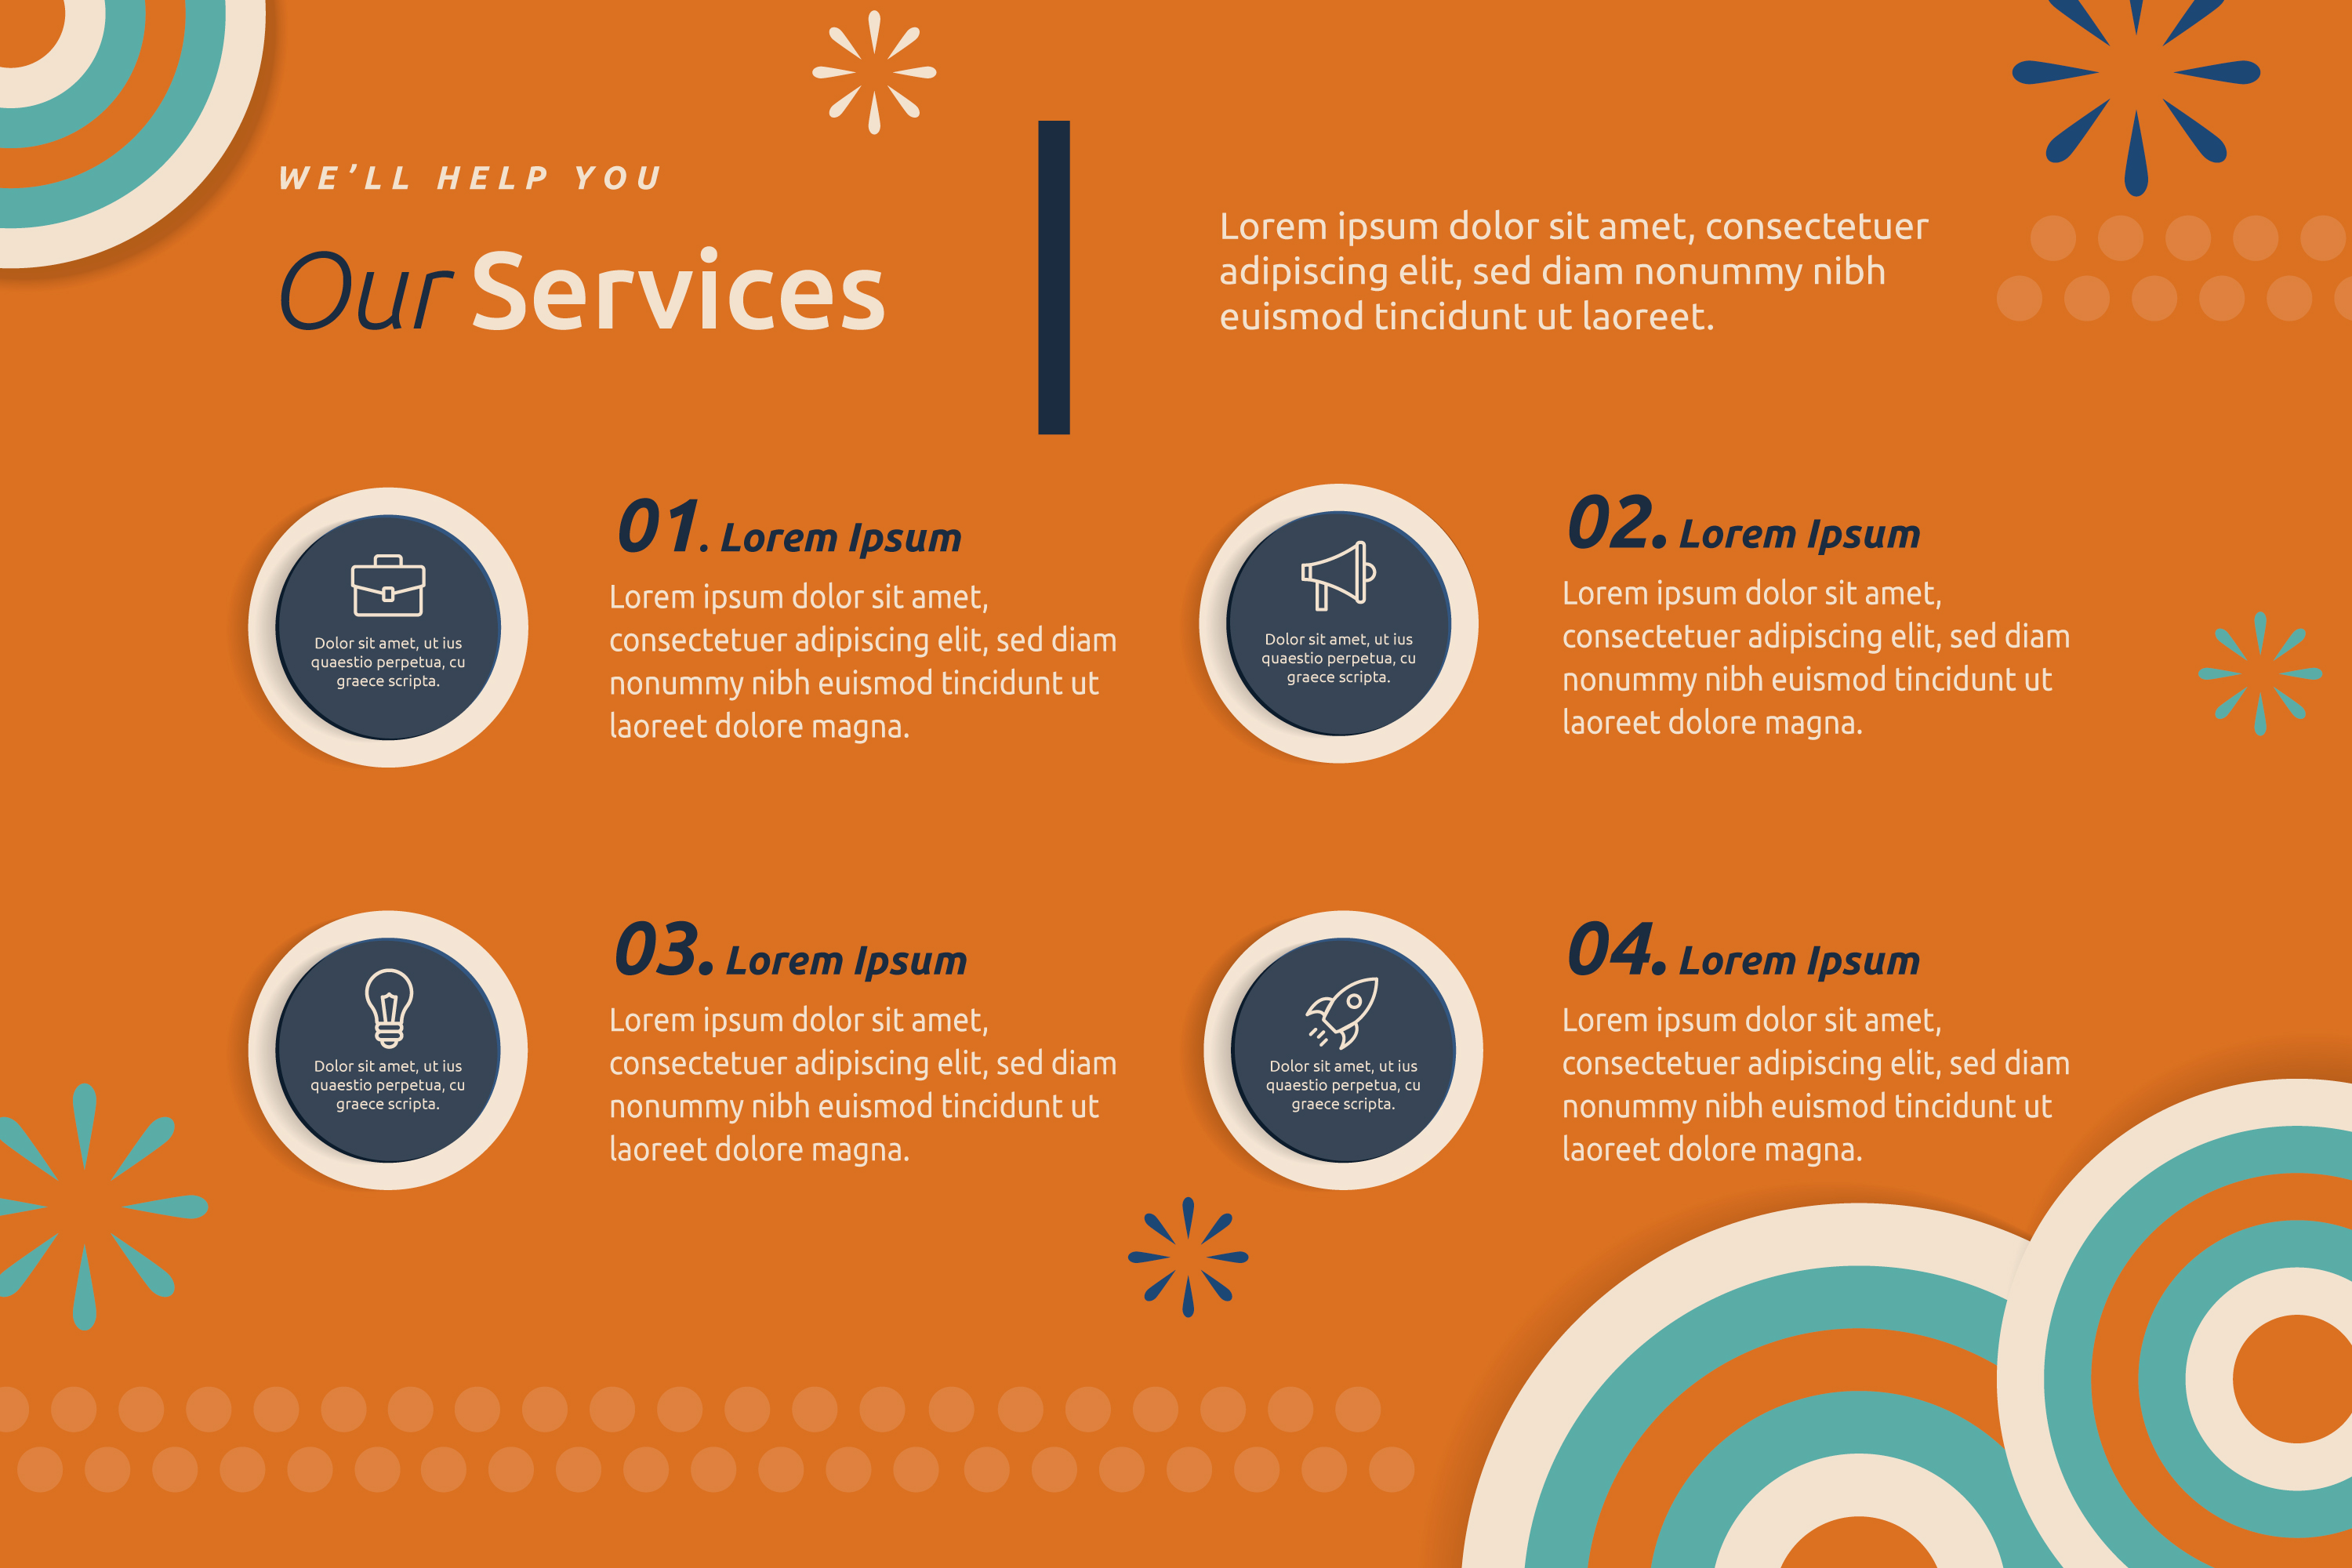 WE’LL HELP YOU
Our Services
Lorem ipsum dolor sit amet, consectetuer
adipiscing elit, sed diam nonummy nibh
euismod tincidunt ut laoreet.
Dolor sit amet, ut ius
quaestio perpetua, cu
graece scripta.
01. Lorem Ipsum
Lorem ipsum dolor sit amet,
consectetuer adipiscing elit, sed diam
nonummy nibh euismod tincidunt ut
laoreet dolore magna.
Dolor sit amet, ut ius
quaestio perpetua, cu
graece scripta.
02. Lorem Ipsum
Lorem ipsum dolor sit amet,
consectetuer adipiscing elit, sed diam
nonummy nibh euismod tincidunt ut
laoreet dolore magna.
Dolor sit amet, ut ius
quaestio perpetua, cu
graece scripta.
03. Lorem Ipsum
Lorem ipsum dolor sit amet,
consectetuer adipiscing elit, sed diam
nonummy nibh euismod tincidunt ut
laoreet dolore magna.
Dolor sit amet, ut ius
quaestio perpetua, cu
graece scripta.
04. Lorem Ipsum
Lorem ipsum dolor sit amet,
consectetuer adipiscing elit, sed diam
nonummy nibh euismod tincidunt ut
laoreet dolore magna.